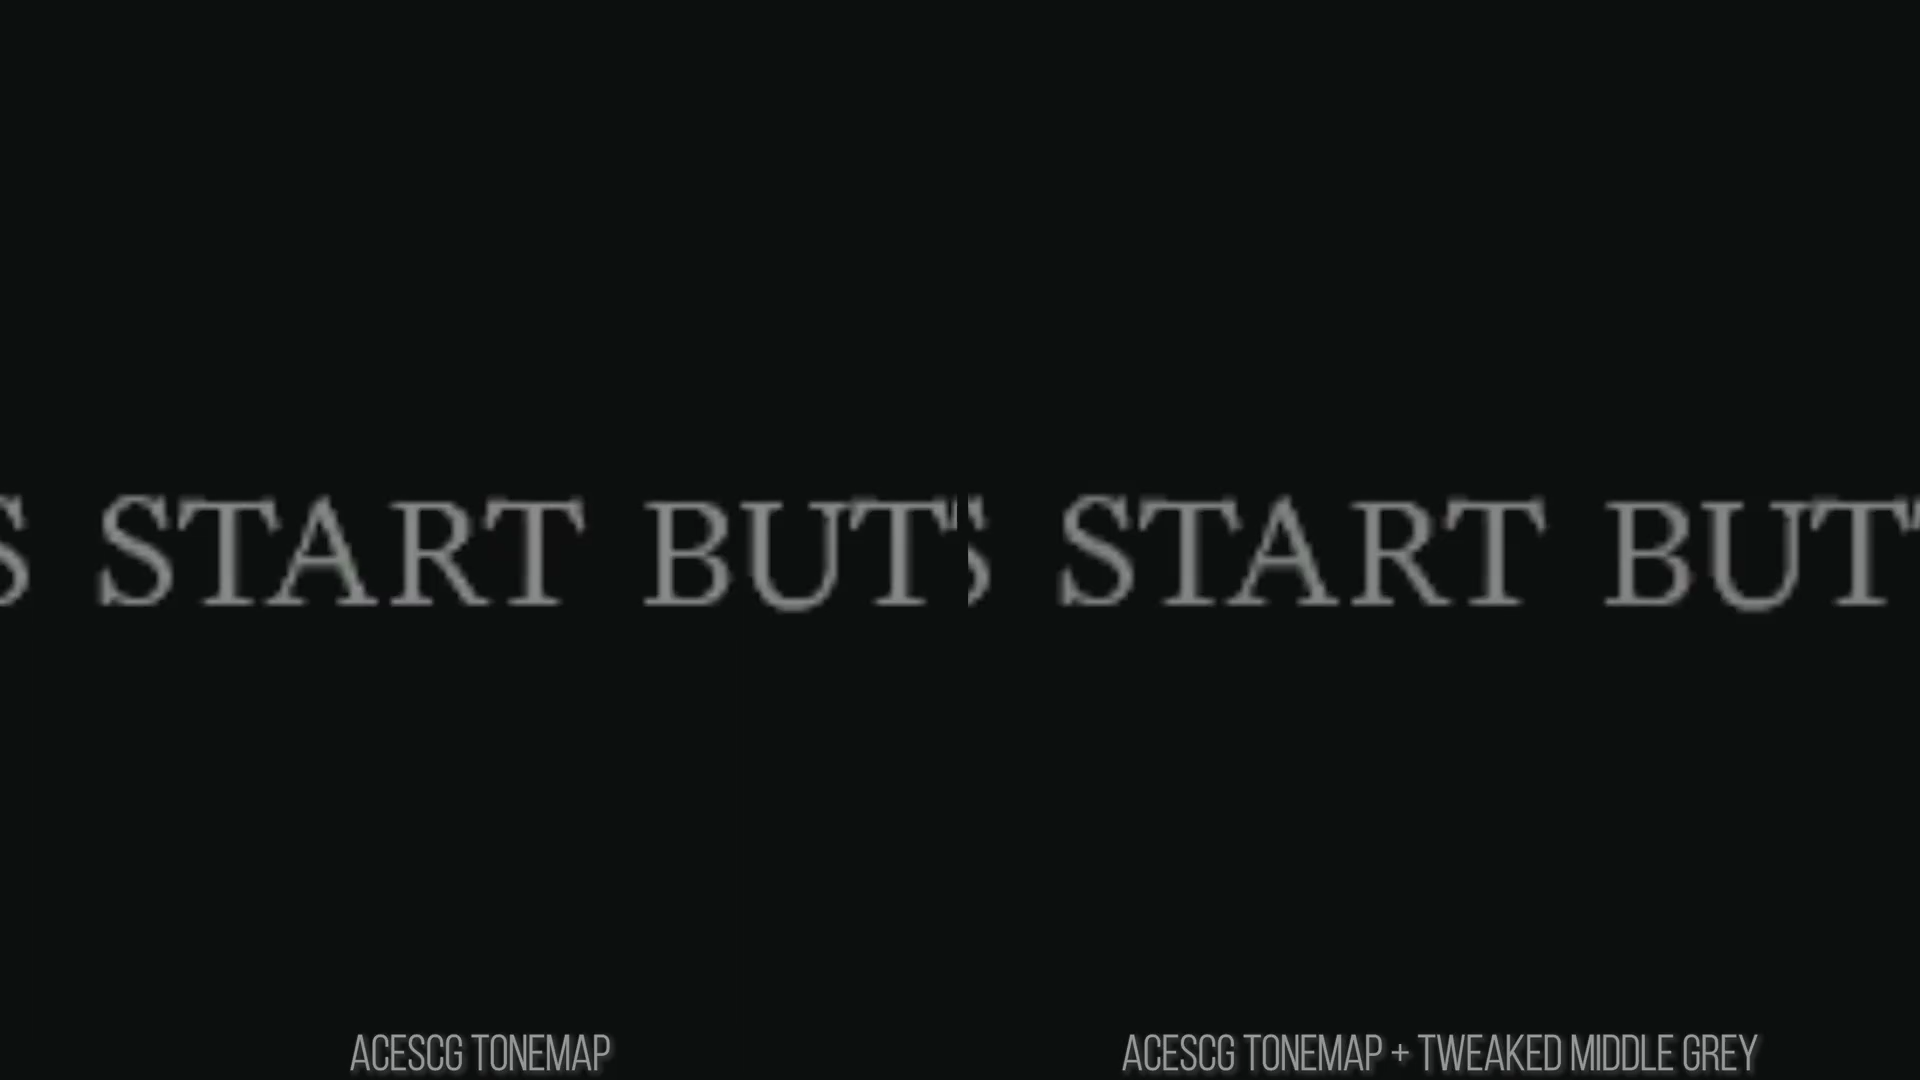 S START BUT
S START BUT
ACESCG TONEMAP
ACESCG TONEMAP + TWEAKED MIDDLE GREY